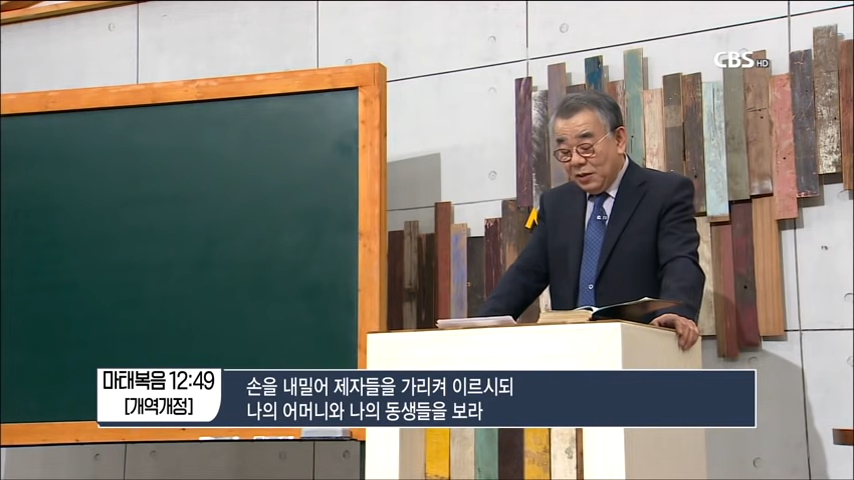 CBS HD
마태복음 12:49
[개역개정]
손을 내밀어 제자들을 가리켜 이르시되
나의 어머니와 나의 동생들을 보라